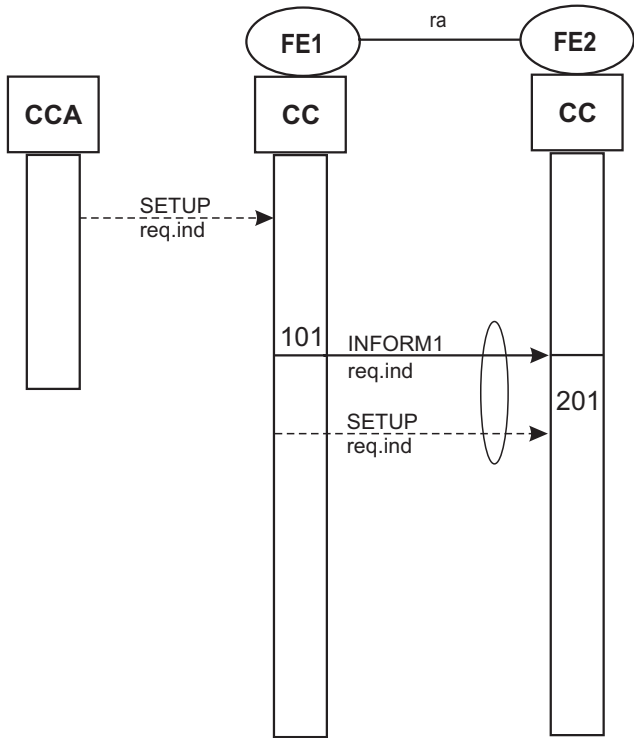 ra
FE1
FE2
CCA
CC
CC
SETUP
req.ind
101
INFORM1
req.ind
201
SETUP
req.ind